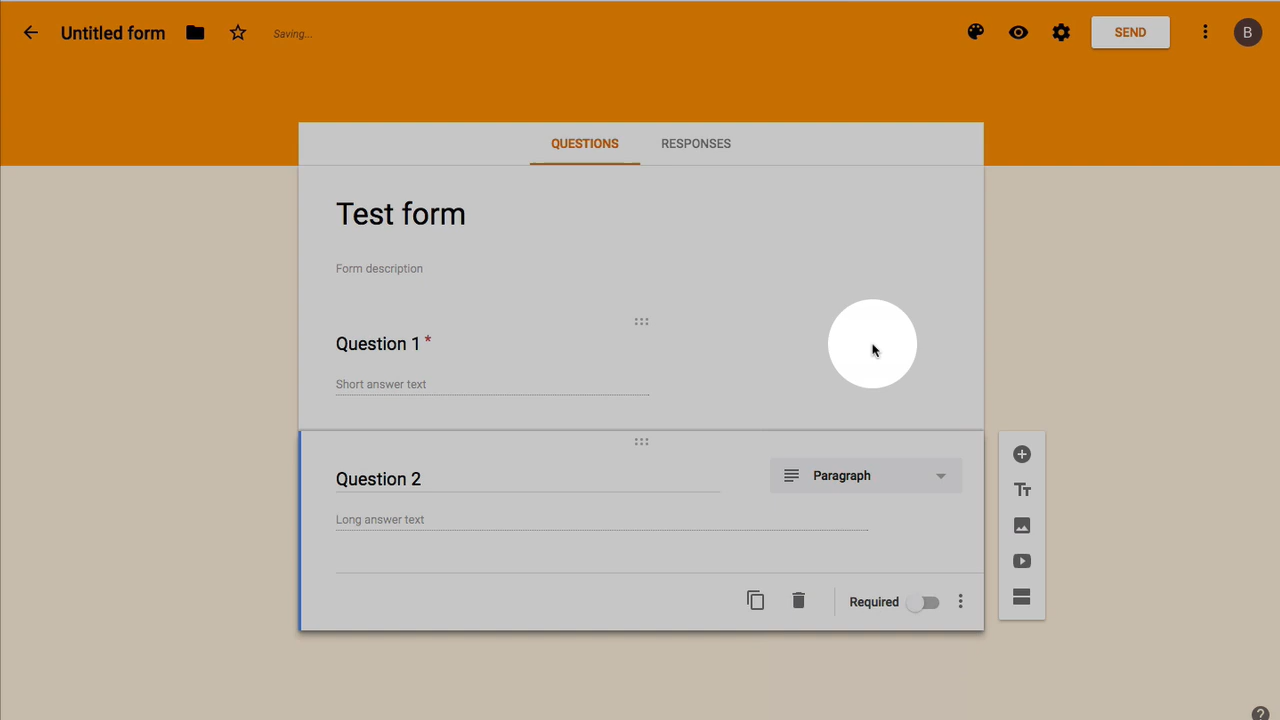 Untitled form Saving... SEND B
QUESTIONS RESPONSES
Test form
Form description
Question 1 *
Short answer text
Question 2 Paragraph
Long answer text
Required